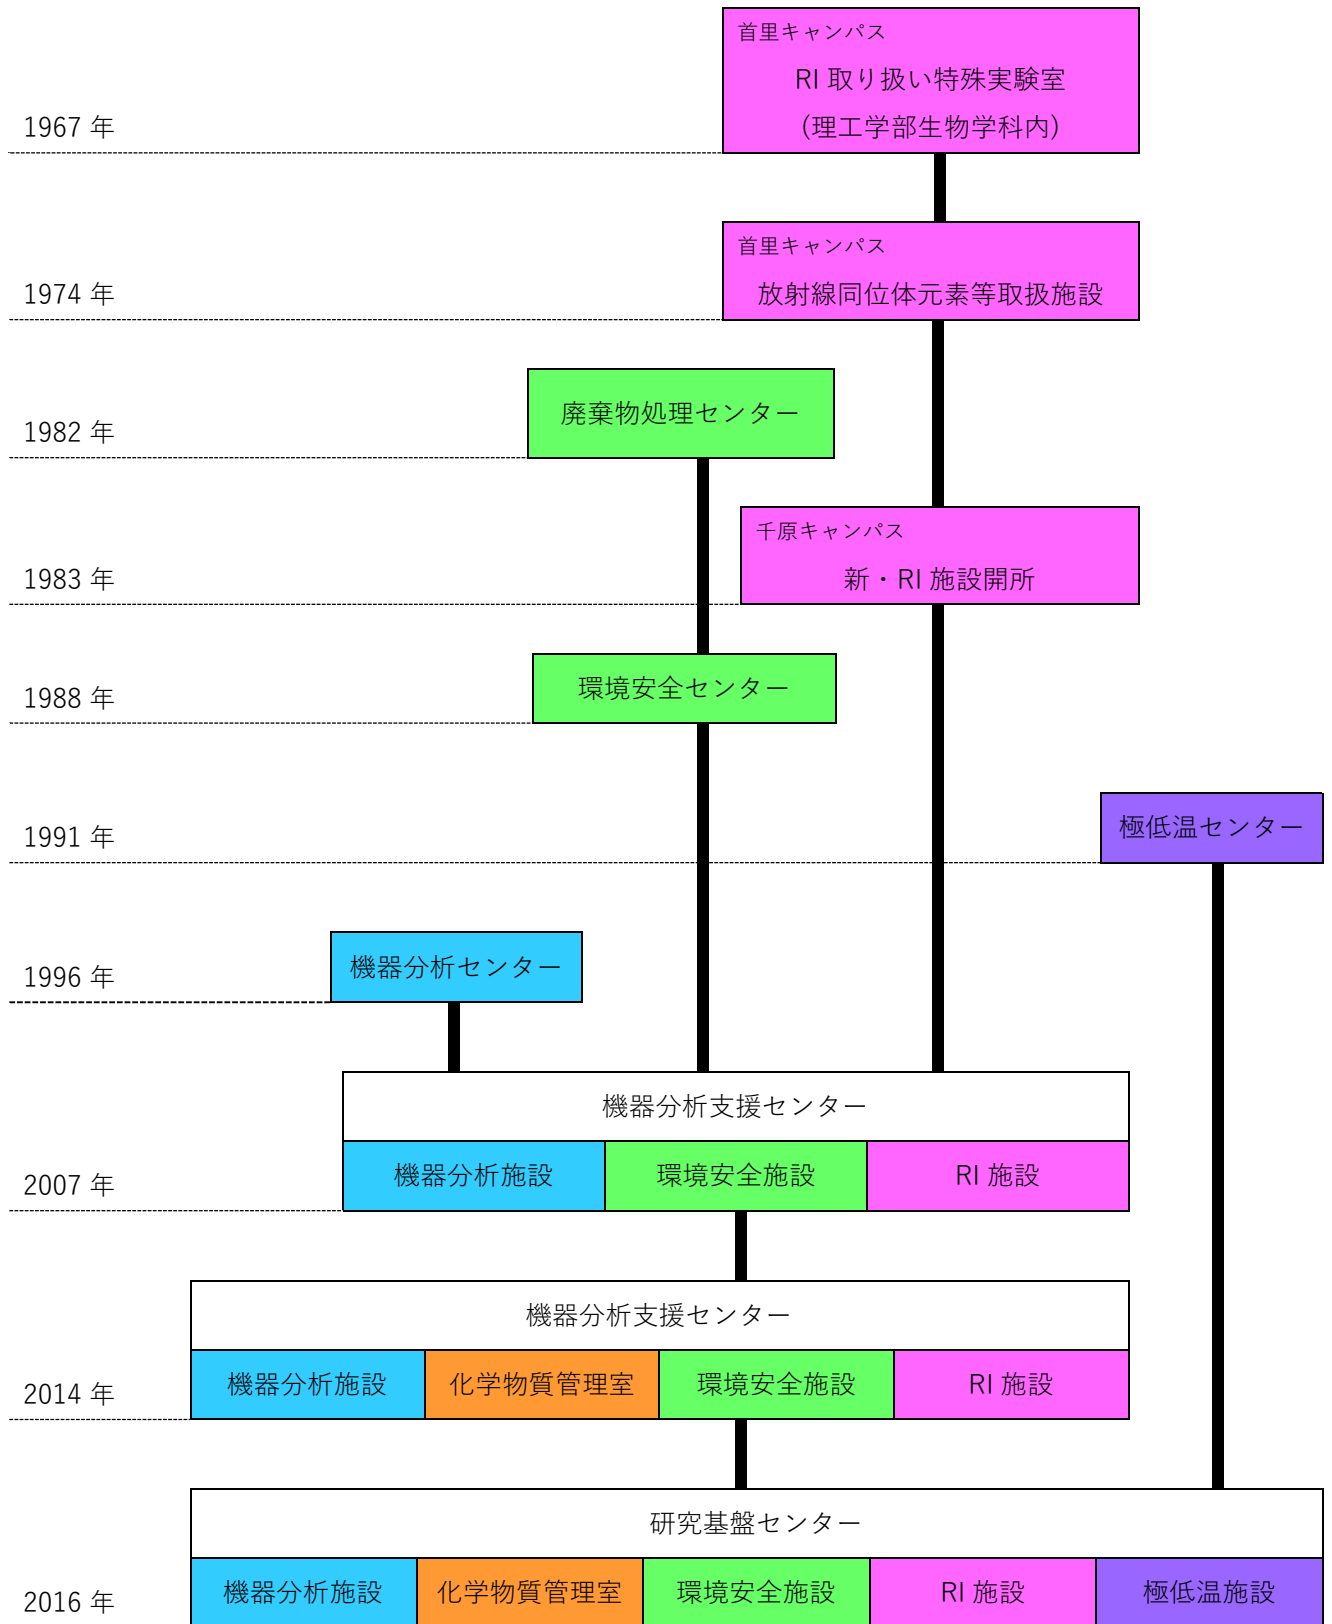 首里キャンパス
RI 取り扱い特殊実験室
(理工学部生物学科内)
1967 年
首里キャンパス
放射線同位体元素等取扱施設
1974 年
廃棄物処理センター
1982 年
千原キャンパス
新・RI 施設開所
1983 年
環境安全センター
1988 年
極低温センター
1991 年
機器分析センター
1996 年
機器分析支援センター
機器分析施設 環境安全施設 RI 施設
2007 年
機器分析支援センター
機器分析施設 化学物質管理室 環境安全施設 RI 施設
2014 年
研究基盤センター
機器分析施設 化学物質管理室 環境安全施設 RI 施設 極低温施設
2016 年